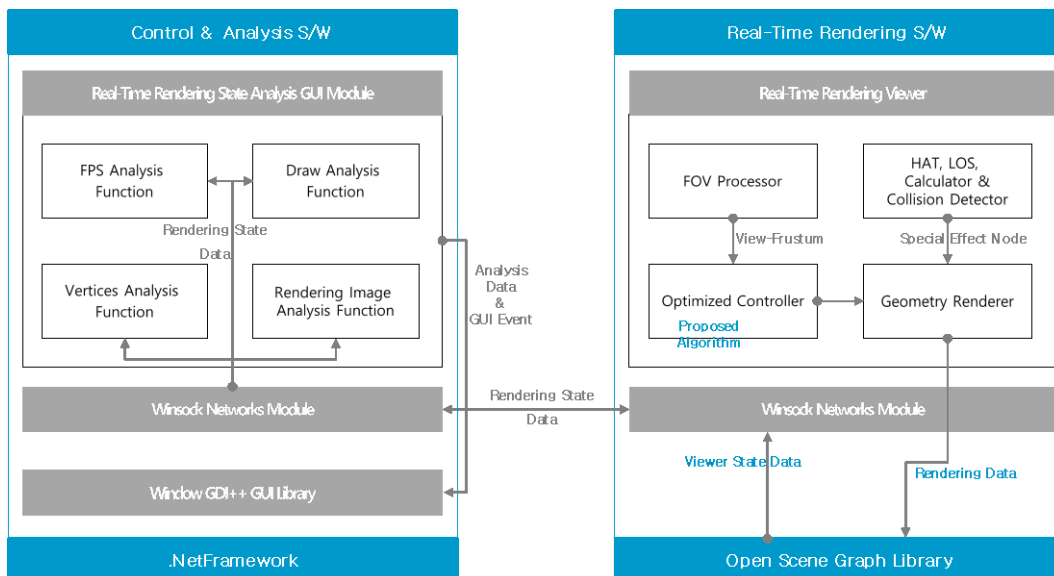 Control & Analysis S/W
Real-Time Rendering State Analysis GUI Module
FPS Analysis
Function
Draw Analysis
Function
Rendering State
Data
Vertices Analysis
Function
Rendering Image
Analysis Function
Analysis
Data
&
GUI Event
Winsock Networks Module
Window GDI++ GUI Library
.NetFramework
Rendering State
Data
Real-Time Rendering S/W
Real-Time Rendering Viewer
FOV Processor
HAT, LOS,
Calculator &
Collision Detector
View-Frustum
Special Effect Node
Optimized Controller
Proposed
Algorithm
Geometry Renderer
Winsock Networks Module
Viewer State Data
Rendering Data
Open Scene Graph Library